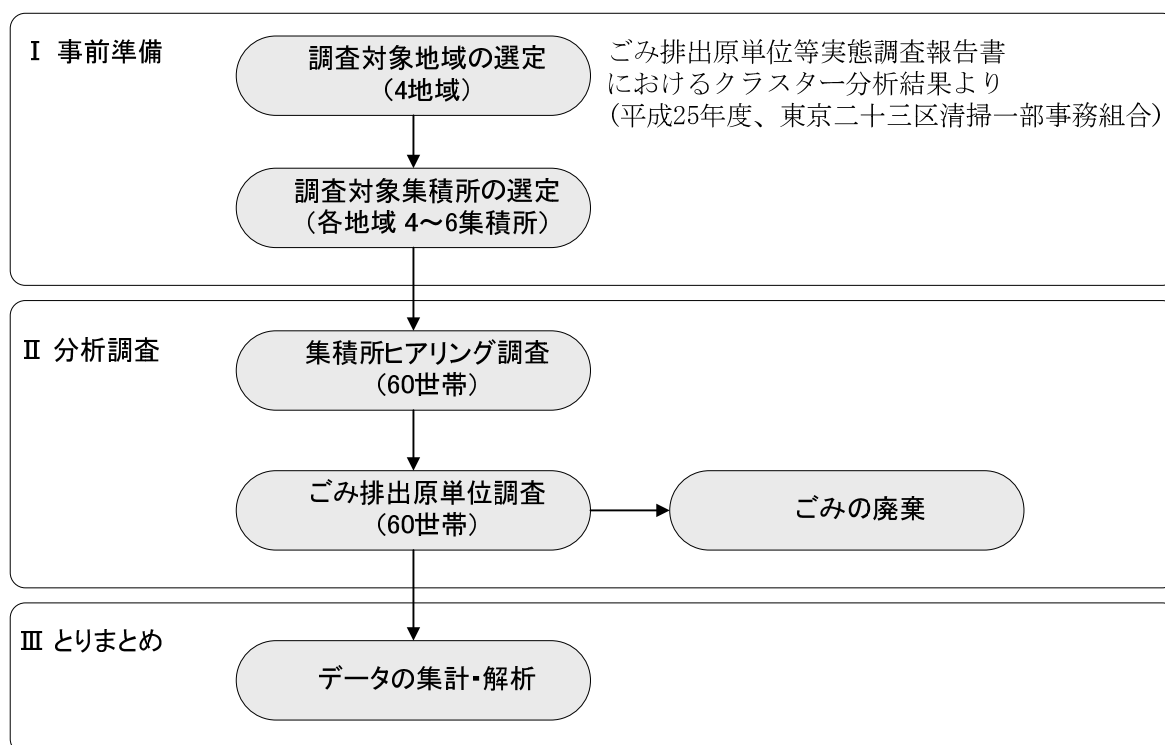 Ⅰ 事前準備
調査対象地域の選定
（4地域）
ごみ排出原単位等実態調査報告書
におけるクラスター分析結果より
(平成25年度、東京二十三区清掃一部事務組合)
調査対象集積所の選定
（各地域 4～6集積所）
Ⅱ 分析調査
集積所ヒアリング調査
（60世帯）
ごみ排出原単位調査
（60世帯）
ごみの廃棄
Ⅲ とりまとめ
データの集計・解析